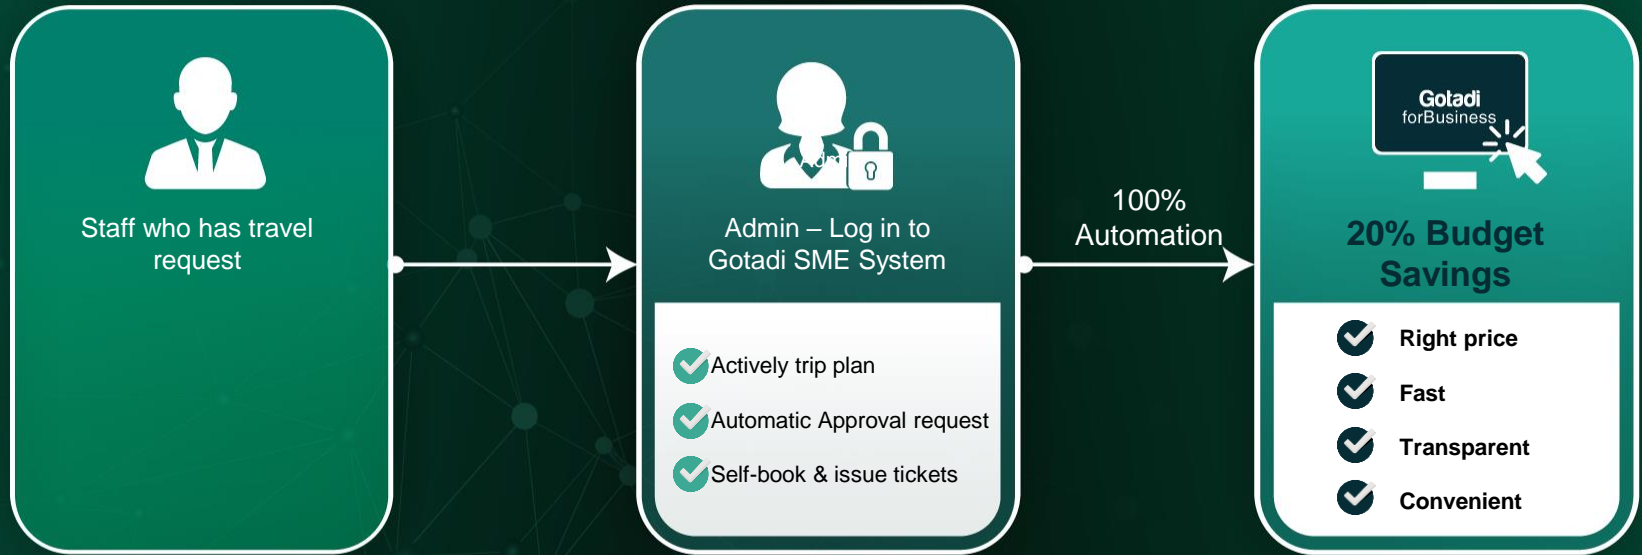 Staff who has travel
request
Adm
Admin – Log in to
Gotadi SME System
Actively trip plan
Automatic Approval request
Self-book & issue tickets
100%
Automation
Gotadi
forBusiness
20% Budget
Savings
Right price
Fast
Transparent
Convenient